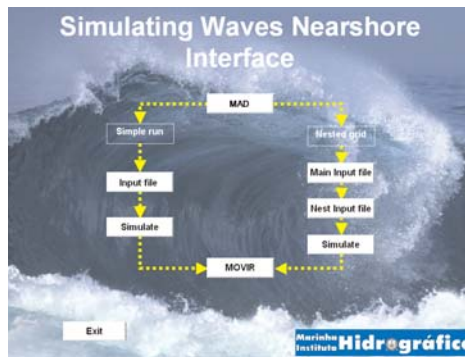 Simulating Waves Nearshore
Interface
MAD
Simple run
Nested grid
Input file
Main Input file
Nest Input file
Simulate
Simulate
MOVIR
Exit
Marinha
Instituto Hidrográfico